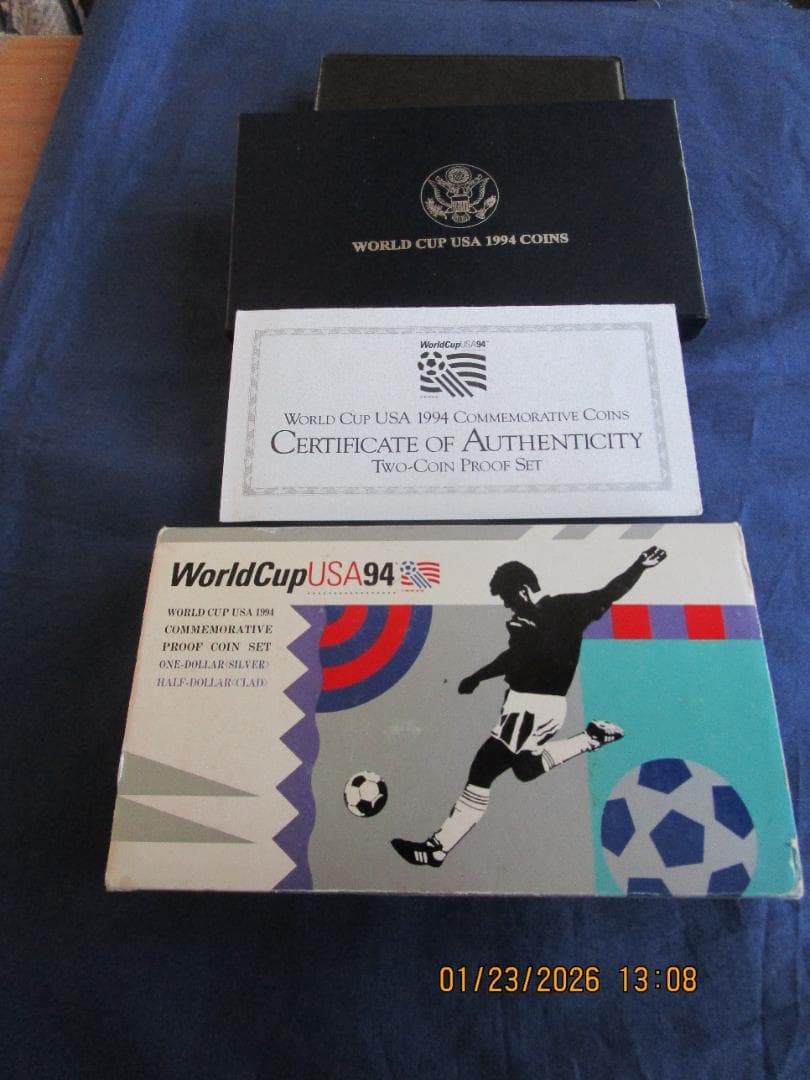 WORLD CUP USA 1994 COINS
WorldCupUSA94
WORLD CUP USA 1994 COMMEMORATIVE COINS
CERTIFICATE OF AUTHENTICITY
TWO-COIN PROOF SET
WorldCupUSA94
WORLD CUP USA 1994
COMMEMORATIVE
PROOF COIN SET
ONE-DOLLAR(SILVER)
HALF-DOLLAR(CLAD)
01/23/2026 13:08